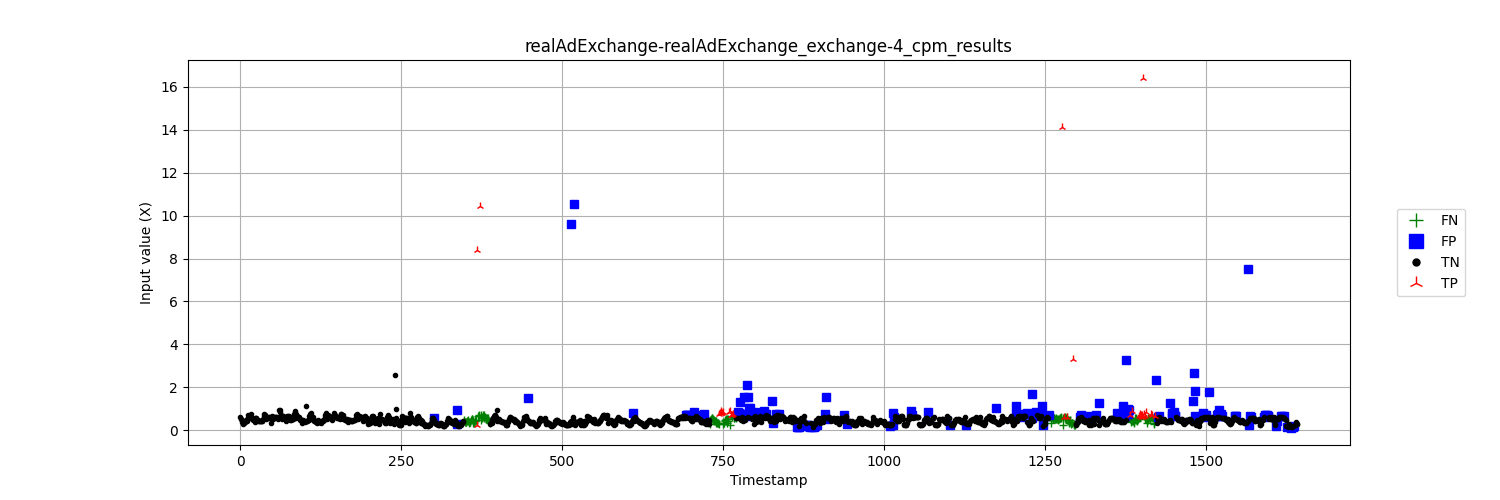 realAdExchange-realAdExchange_exchange-4_cpm_results
16
14
12
10
8
6
4
2
0
Input value (X)
0 250 500 750 1000 1250 1500
Timestamp
FN
FP
TN
TP